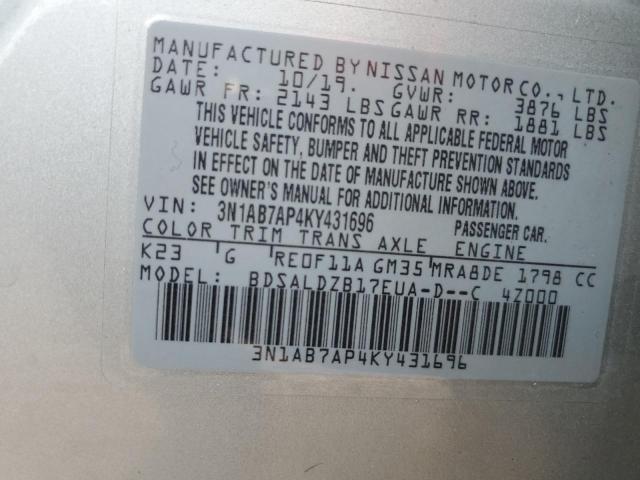 MANUFACTURED BY NISSAN MOTOR CO., LTD.
DATE: 10/19. GVWR: 3876 LBS
GAWR FR: 2143 LBS GAWR RR: 1881 LBS
THIS VEHICLE CONFORMS TO ALL APPLICABLE FEDERAL MOTOR
VEHICLE SAFETY, BUMPER AND THEFT PREVENTION STANDARDS
IN EFFECT ON THE DATE OF MANUFACTURE SHOWN ABOVE.
SEE OWNER'S MANUAL FOR ADDITIONAL INFORMATION.
VIN: 3N1AB7AP4KY431696 PASSENGER CAR.
COLOR TRIM TRANS AXLE ENGINE
K23 G RE0F11A GM35 MRA8DE 1798 CC
MODEL: BDSALDZB17EUA-D--C 4Z000
3N1AB7AP4KY431696